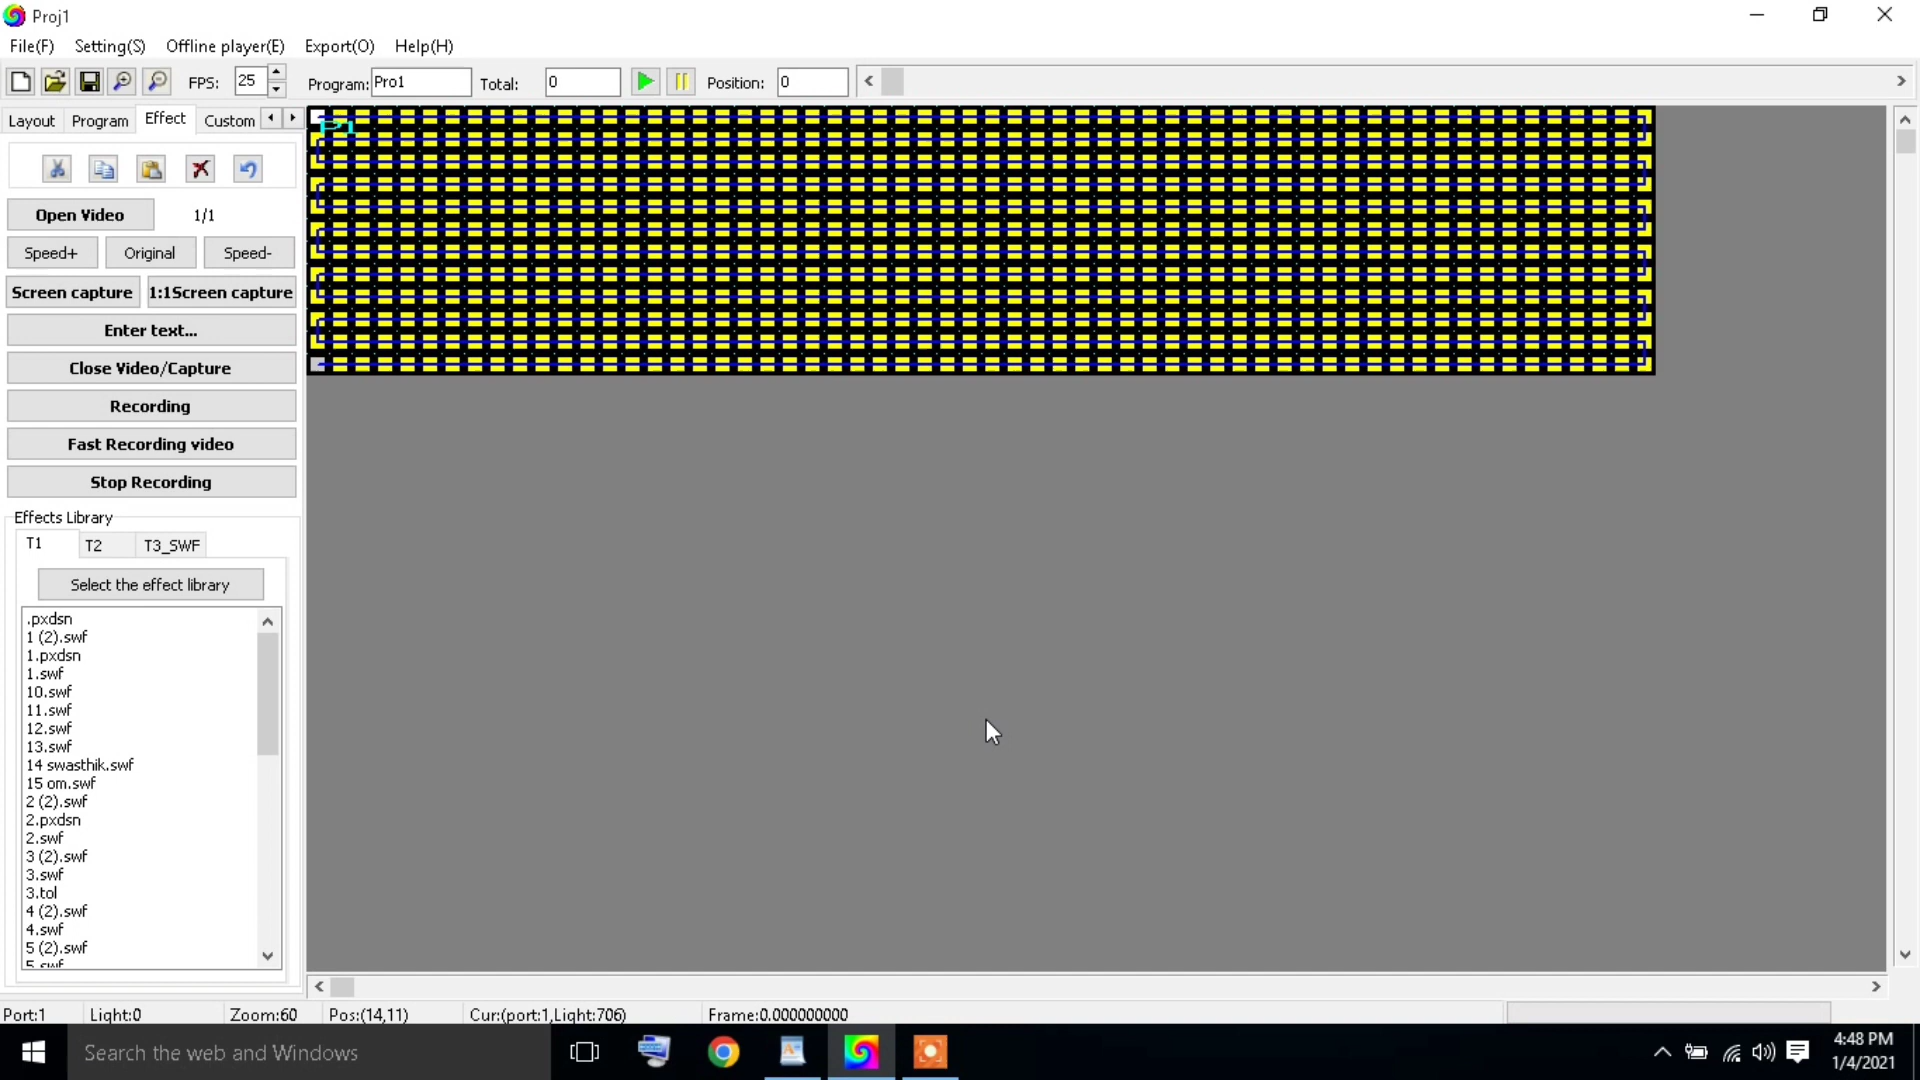 Proj1
File(F) Setting(S) Offline player(E) Export(O) Help(H)
FPS: 25 Program: Pro1 Total: 0 Position: 0
Layout Program Effect Custom
P1
Open Video 1/1
Speed+ Original Speed-
Screen capture 1:1Screen capture
Enter text...
Close Video/Capture
Recording
Fast Recording video
Stop Recording
Effects Library
T1 T2 T3_SWF
Select the effect library
.pxdsn
1 (2).swf
1.pxdsn
1.swf
10.swf
11.swf
12.swf
13.swf
14 swasthik.swf
15 om.swf
2 (2).swf
2.pxdsn
2.swf
3 (2).swf
3.swf
3.tol
4 (2).swf
4.swf
5 (2).swf
5.swf
Port:1 Light:0 Zoom:60 Pos:(14,11) Cur:(port:1,Light:706) Frame:0.000000000
Search the web and Windows
4:48 PM
1/4/2021